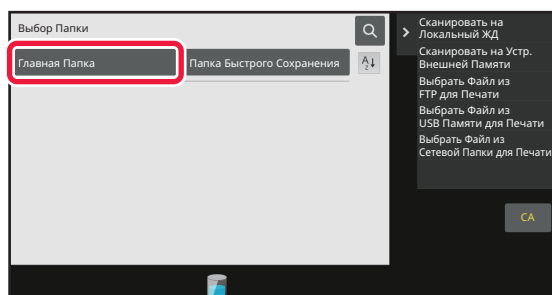 Выбор Папки
Главная Папка
Папка Быстрого Сохранения
A
Z
Сканировать на
Локальный ЖД
Сканировать на Устр.
Внешней Памяти
Выбрать Файл из
FTP для Печати
Выбрать Файл из
USB Памяти для Печати
Выбрать Файл из
Сетевой Папки для Печати
CA